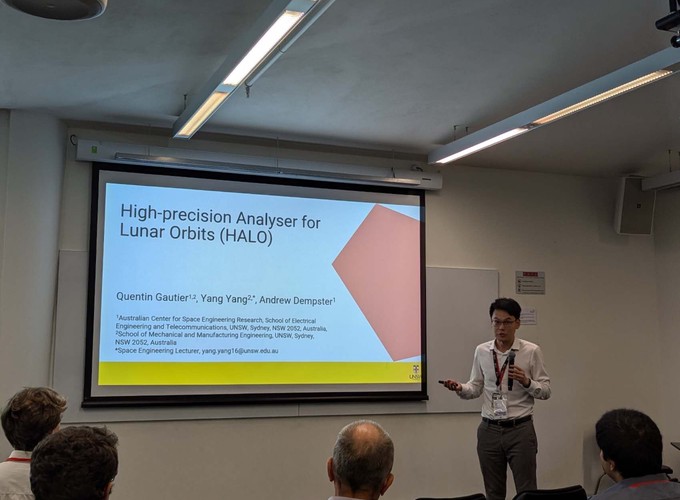 High-precision Analyser for
Lunar Orbits (HALO)
Quentin Gautier1,2, Yang Yang2,*, Andrew Dempster1
1Australian Center for Space Engineering Research, School of Electrical
Engineering and Telecommunications, UNSW, Sydney, NSW 2052, Australia,
2School of Mechanical and Manufacturing Engineering, UNSW, Sydney,
NSW 2052, Australia
*Space Engineering Lecturer, yang.yang16@unsw.edu.au
UNSW